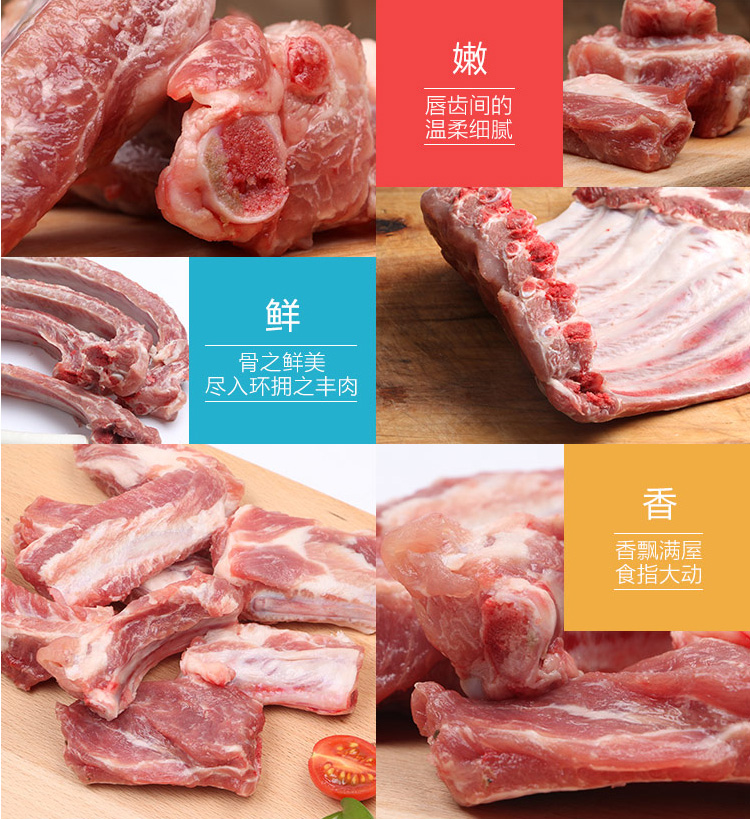 嫩
唇齿间的
温柔细腻
鲜
骨之鲜美
尽入环拥之丰肉
香
香飘满屋
食指大动